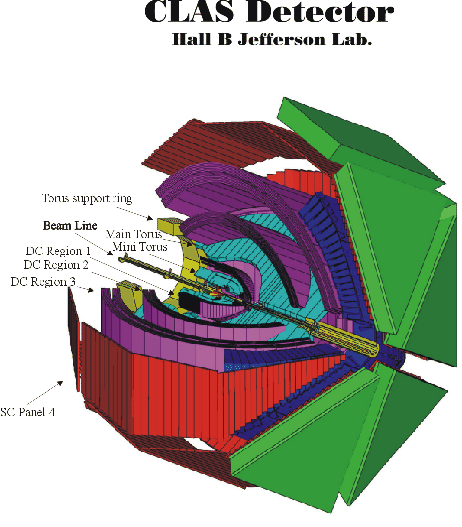 CLAS Detector
Hall B Jefferson Lab.
Torus support ring
Beam Line
Main Torus
Mini Torus
DC Region 1
DC Region 2
DC Region 3
SC Panel 4